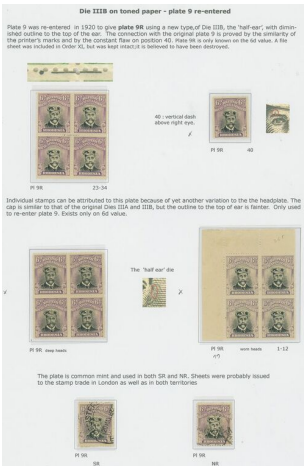 Die IIIB on toned paper - plate 9 re-entered
Plate 9 was re-entered in 1920 to give plate 9R using a new type,of Die IIIB, the 'half-ear', with dimin-
ished outline to the top of the ear. The connection with the original plate 9 is proved by the similarity of
the printer's marks and by the constant flaw on position 40. Plate 9R is only known on the 6d value. A file
sheet was included in Order XL, but was kept intact;it is believed to have been destroyed.
40 : vertical dash
above right eye.
Pl 9R 40
Pl 9R 23-34
Individual stamps can be attributed to this plate because of yet another variation to the the headplate. The
cap is similar to that of the original Dies IIIA and IIIB, but the outline to the top of ear is fainter. Only used
to re-enter plate 9. Exists only on 6d value.
The 'half ear' die
Pl 9R deep heads
Pl 9R worn heads 1-12
The plate is common mint and used in both SR and NR. Sheets were probably issued
to the stamp trade in London as well as in both territories
Pl 9R
SR
Pl 9R
NR